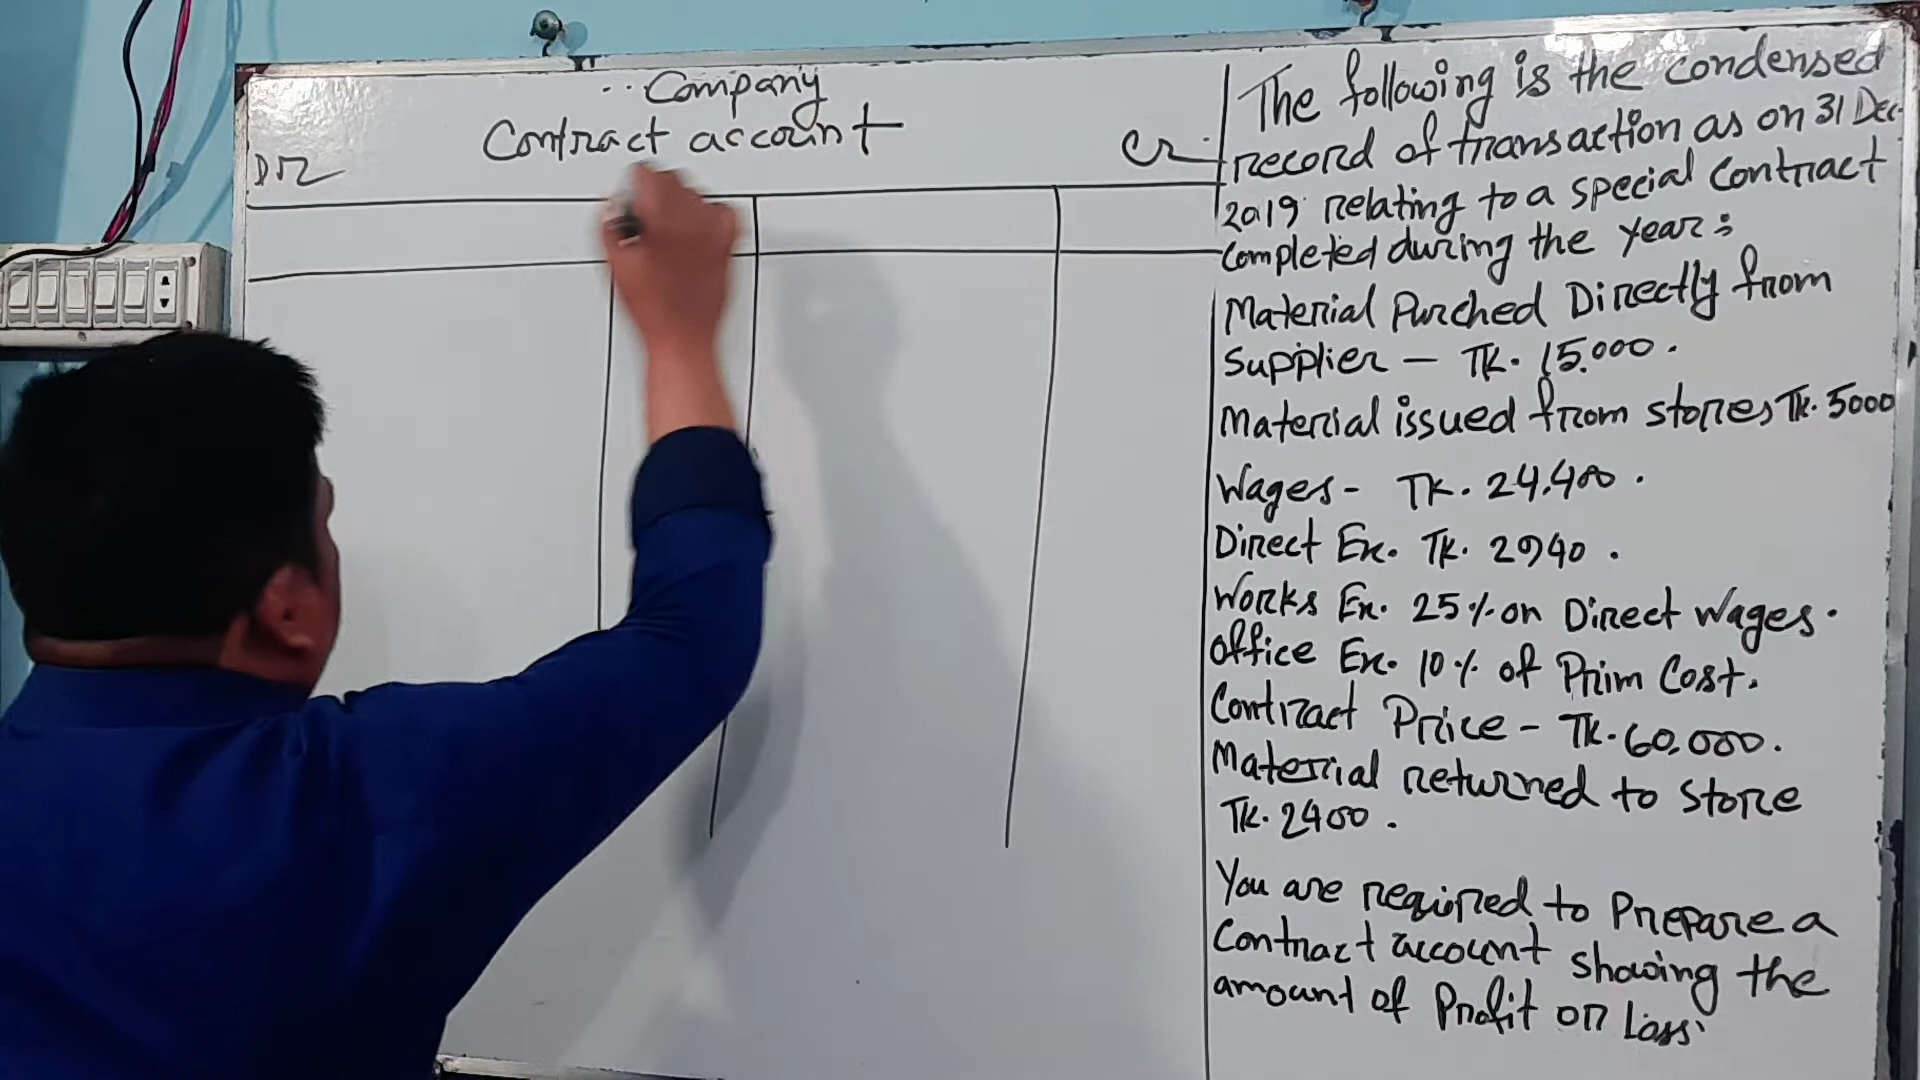 .. Company
Contract account
Dr
Cr.
The following is the condensed
record of transaction as on 31 Dec.
2019 relating to a special contract
completed during the year:
Material Purched Directly from
Supplier — TK. 15.000.
Material issued from stores TK. 5000
Wages - TK. 24,400.
Direct Ex. TK. 2940.
Works Ex. 25% on Direct wages.
Office Ex. 10% of Prim Cost.
Contract Price - TK. 60,000.
Material returned to store
TK. 2400.
You are required to Prepare a
Contract account showing the
amount of Profit or Loss